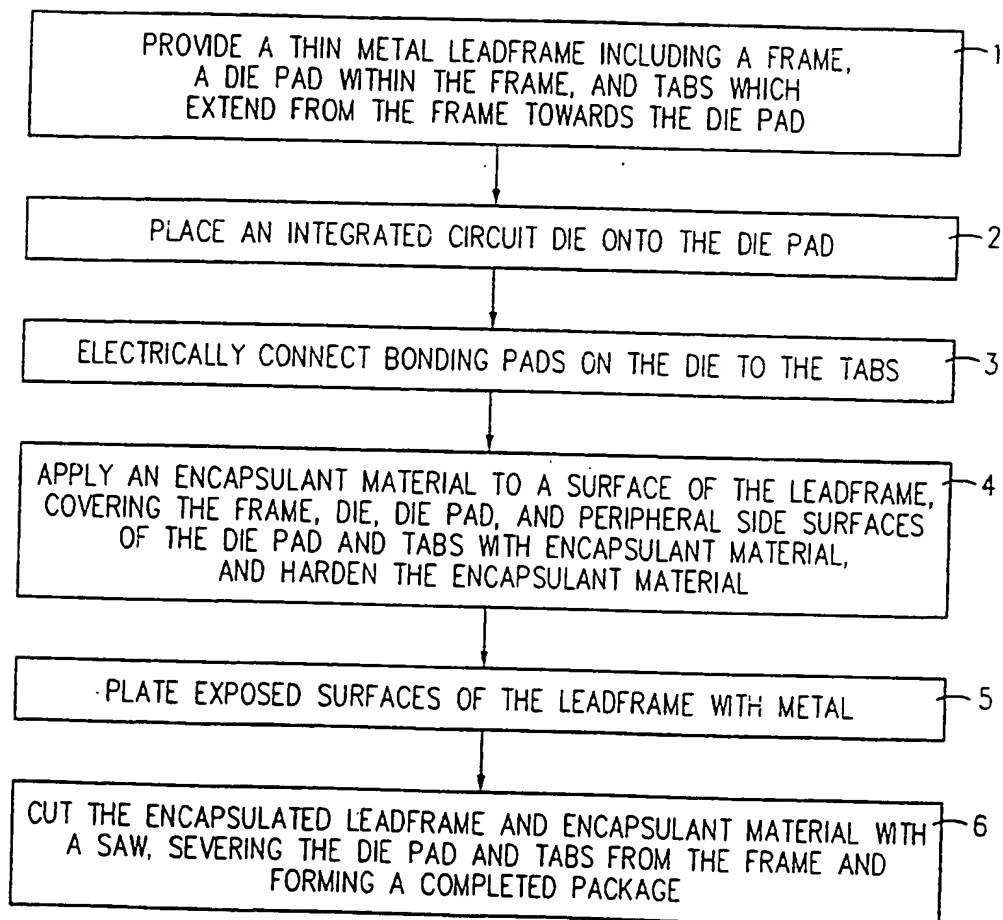 PROVIDE A THIN METAL LEADFRAME INCLUDING A FRAME,
A DIE PAD WITHIN THE FRAME, AND TABS WHICH
EXTEND FROM THE FRAME TOWARDS THE DIE PAD
1
PLACE AN INTEGRATED CIRCUIT DIE ONTO THE DIE PAD
2
ELECTRICALLY CONNECT BONDING PADS ON THE DIE TO THE TABS
3
APPLY AN ENCAPSULANT MATERIAL TO A SURFACE OF THE LEADFRAME,
COVERING THE FRAME, DIE, DIE PAD, AND PERIPHERAL SIDE SURFACES
OF THE DIE PAD AND TABS WITH ENCAPSULANT MATERIAL,
AND HARDEN THE ENCAPSULANT MATERIAL
4
PLATE EXPOSED SURFACES OF THE LEADFRAME WITH METAL
5
CUT THE ENCAPSULATED LEADFRAME AND ENCAPSULANT MATERIAL WITH
A SAW, SEVERING THE DIE PAD AND TABS FROM THE FRAME AND
FORMING A COMPLETED PACKAGE
6